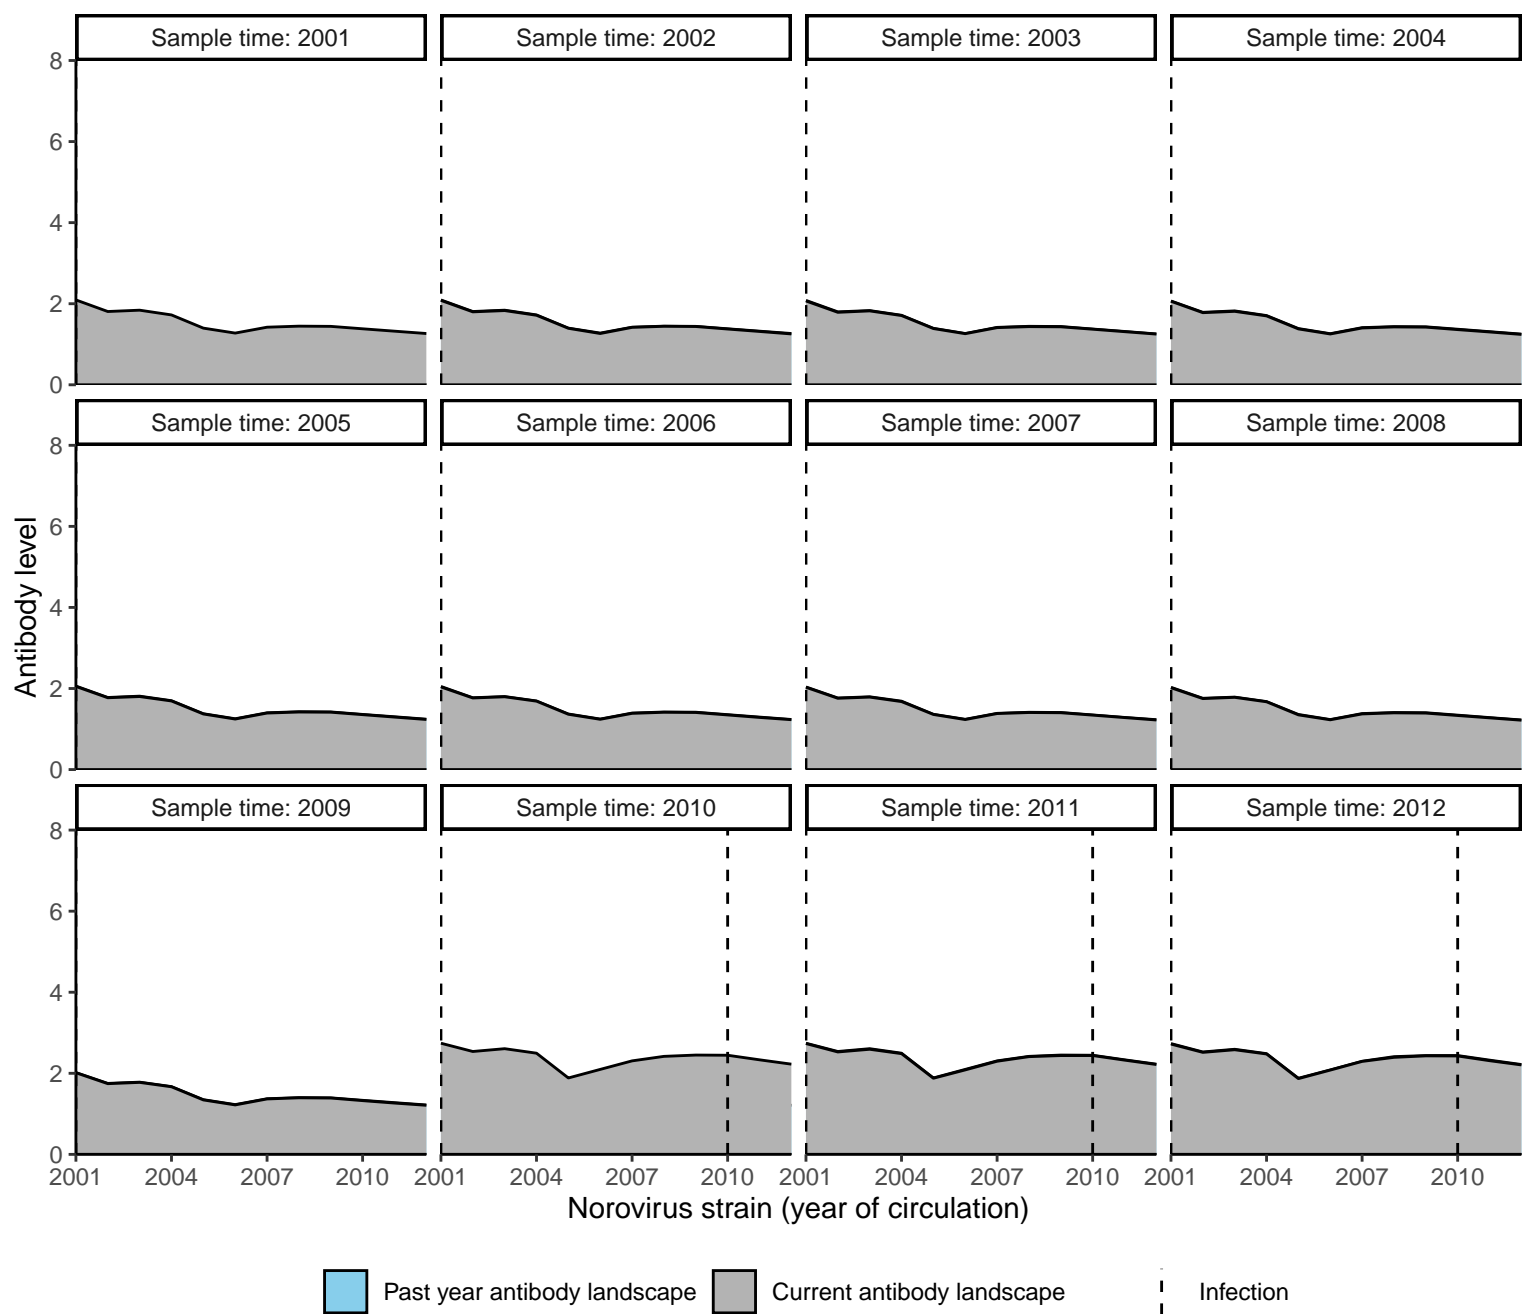 Sample time: 2001 Sample time: 2002 Sample time: 2003 Sample time: 2004
8
6
4
2
0
Sample time: 2005 Sample time: 2006 Sample time: 2007 Sample time: 2008
8
6
4
2
0
Sample time: 2009 Sample time: 2010 Sample time: 2011 Sample time: 2012
8
6
4
2
0
Antibody level
2001 2004 2007 2010 2001 2004 2007 2010 2001 2004 2007 2010 2001 2004 2007 2010
Norovirus strain (year of circulation)
Past year antibody landscape Current antibody landscape Infection